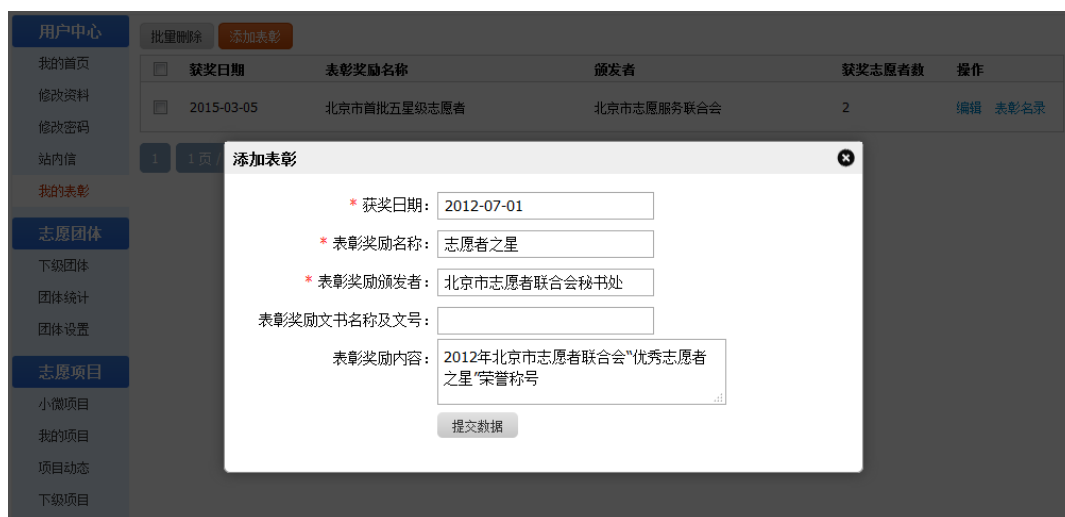 用户中心
我的首页
修改资料
修改密码
站内信
我的表彰
志愿团体
下级团体
团体统计
团体设置
志愿项目
小微项目
我的项目
项目动态
下级项目
批量删除 添加表彰
获奖日期 表彰奖励名称 颁发者 获奖志愿者数 操作
2015-03-05 北京市首批五星级志愿者 北京市志愿服务联合会 2 编辑 表彰名录
1 1页/
添加表彰
* 获奖日期： 2012-07-01
* 表彰奖励名称： 志愿者之星
* 表彰奖励颁发者： 北京市志愿者联合会秘书处
表彰奖励文书名称及文号：
表彰奖励内容： 2012年北京市志愿者联合会"优秀志愿者
之星"荣誉称号
提交数据